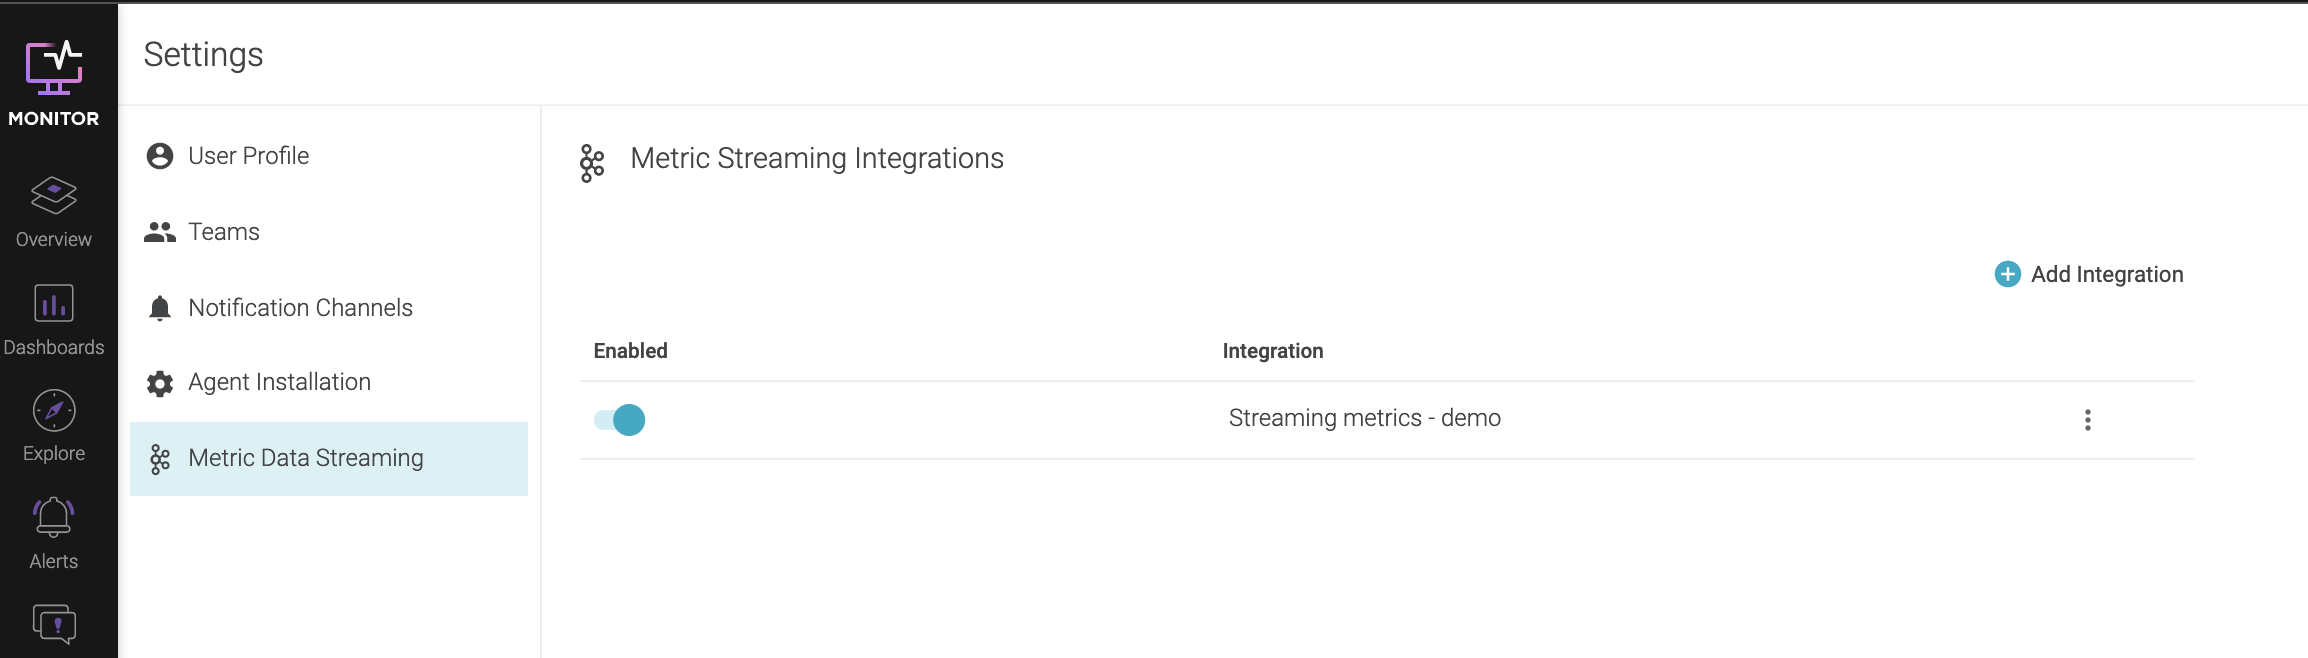 Settings
MONITOR
Overview
Dashboards
Explore
Alerts
User Profile
Teams
Notification Channels
Agent Installation
Metric Data Streaming
Metric Streaming Integrations
Add Integration
Enabled Integration
Streaming metrics - demo